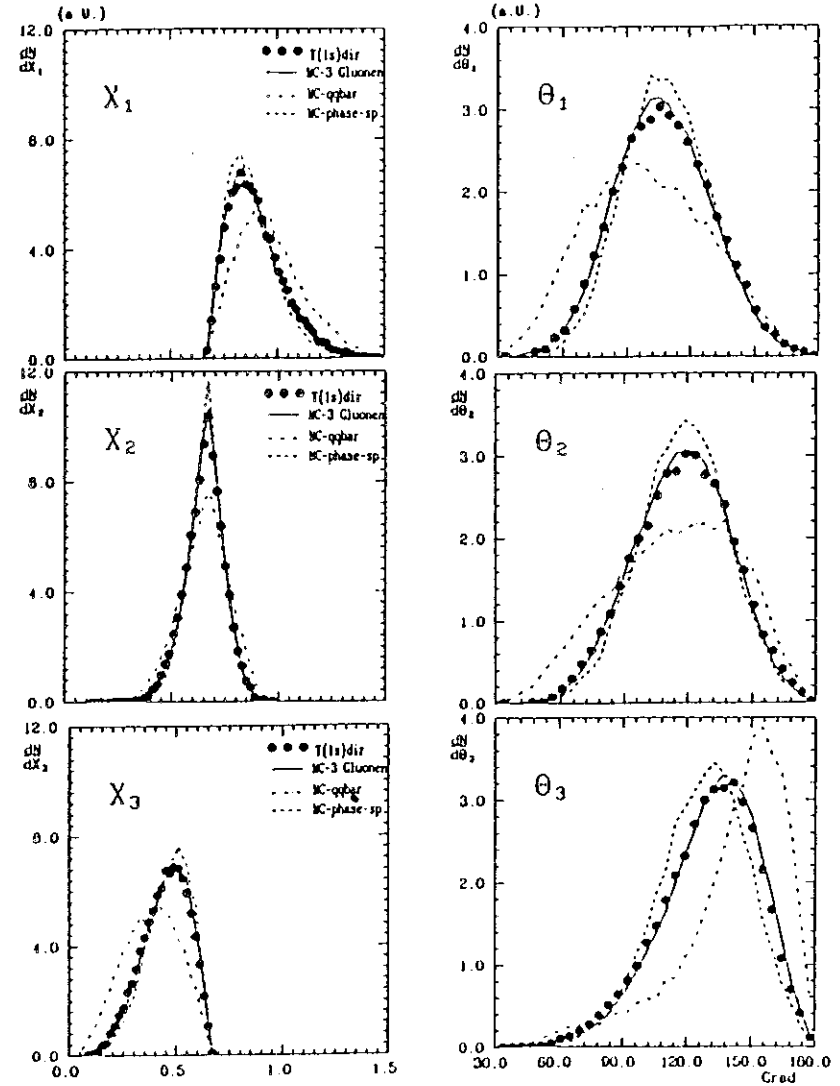 (a.U.)
12.0
dN
dX₁
X₁
T(1s)dir
MC-3 Gluonen
MC-qqbar
MC-phase-sp.
8.0
4.0
0.0
12.0
dN
dX₂
X₂
T(1s)dir
MC-3 Gluonen
MC-qqbar
MC-phase-sp.
8.0
4.0
0.0
12.0
dN
dX₃
X₃
T(1s)dir
MC-3 Gluonen
MC-qqbar
MC-phase-sp.
8.0
4.0
0.0
0.0 0.5 1.0 1.5
(a.U.)
4.0
dN
dθ₁
θ₁
3.0
2.0
1.0
0.0
4.0
dN
dθ₂
θ₂
3.0
2.0
1.0
0.0
4.0
dN
dθ₃
θ₃
3.0
2.0
1.0
0.0
30.0 60.0 90.0 120.0 150.0 180.0
Grad